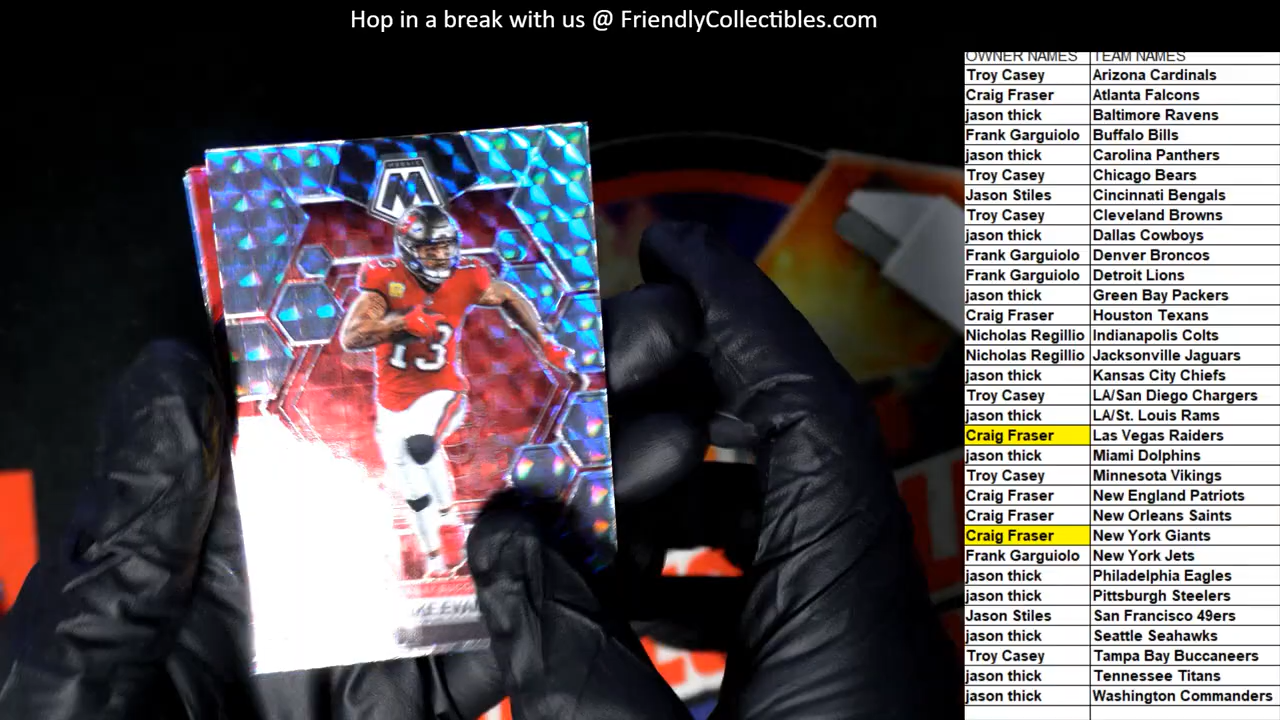 Hop in a break with us @ FriendlyCollectibles.com
OWNER NAMES TEAM NAMES
Troy Casey Arizona Cardinals
Craig Fraser Atlanta Falcons
jason thick Baltimore Ravens
Frank Garguiolo Buffalo Bills
jason thick Carolina Panthers
Troy Casey Chicago Bears
Jason Stiles Cincinnati Bengals
Troy Casey Cleveland Browns
jason thick Dallas Cowboys
Frank Garguiolo Denver Broncos
Frank Garguiolo Detroit Lions
jason thick Green Bay Packers
Craig Fraser Houston Texans
Nicholas Regillio Indianapolis Colts
Nicholas Regillio Jacksonville Jaguars
jason thick Kansas City Chiefs
Troy Casey LA/San Diego Chargers
jason thick LA/St. Louis Rams
Craig Fraser Las Vegas Raiders
jason thick Miami Dolphins
Troy Casey Minnesota Vikings
Craig Fraser New England Patriots
Craig Fraser New Orleans Saints
Craig Fraser New York Giants
Frank Garguiolo New York Jets
jason thick Philadelphia Eagles
jason thick Pittsburgh Steelers
Jason Stiles San Francisco 49ers
jason thick Seattle Seahawks
Troy Casey Tampa Bay Buccaneers
jason thick Tennessee Titans
jason thick Washington Commanders
MOSAIC
M
13